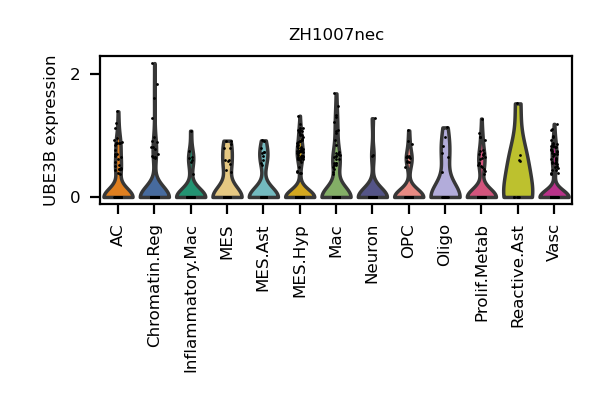 ZH1007nec
UBE3B expression
2
0
AC
Chromatin.Reg
Inflammatory.Mac
MES
MES.Ast
MES.Hyp
Mac
Neuron
OPC
Oligo
Prolif.Metab
Reactive.Ast
Vasc